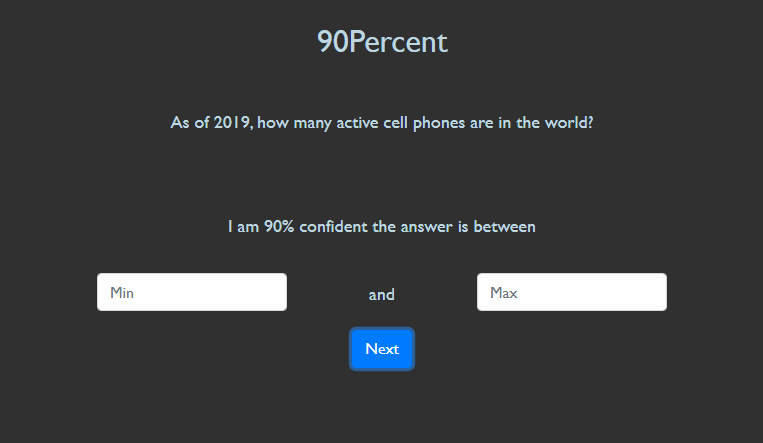 90Percent
As of 2019, how many active cell phones are in the world?
I am 90% confident the answer is between
Min and Max
Next